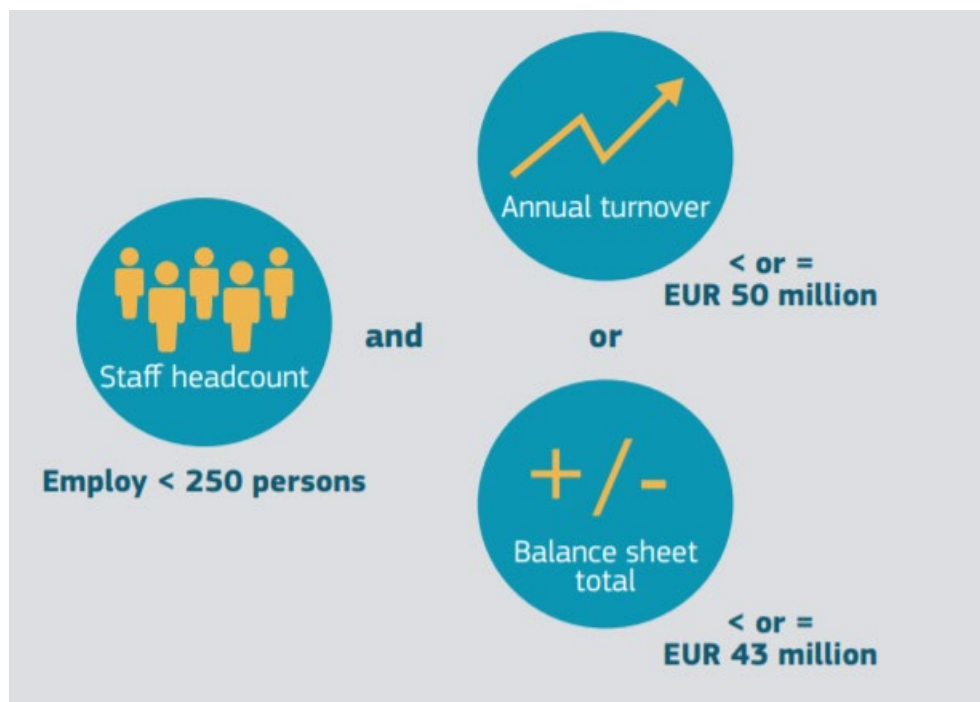 Staff headcount
Employ < 250 persons
and
Annual turnover
< or =
EUR 50 million
or
+/-
Balance sheet
total
< or =
EUR 43 million